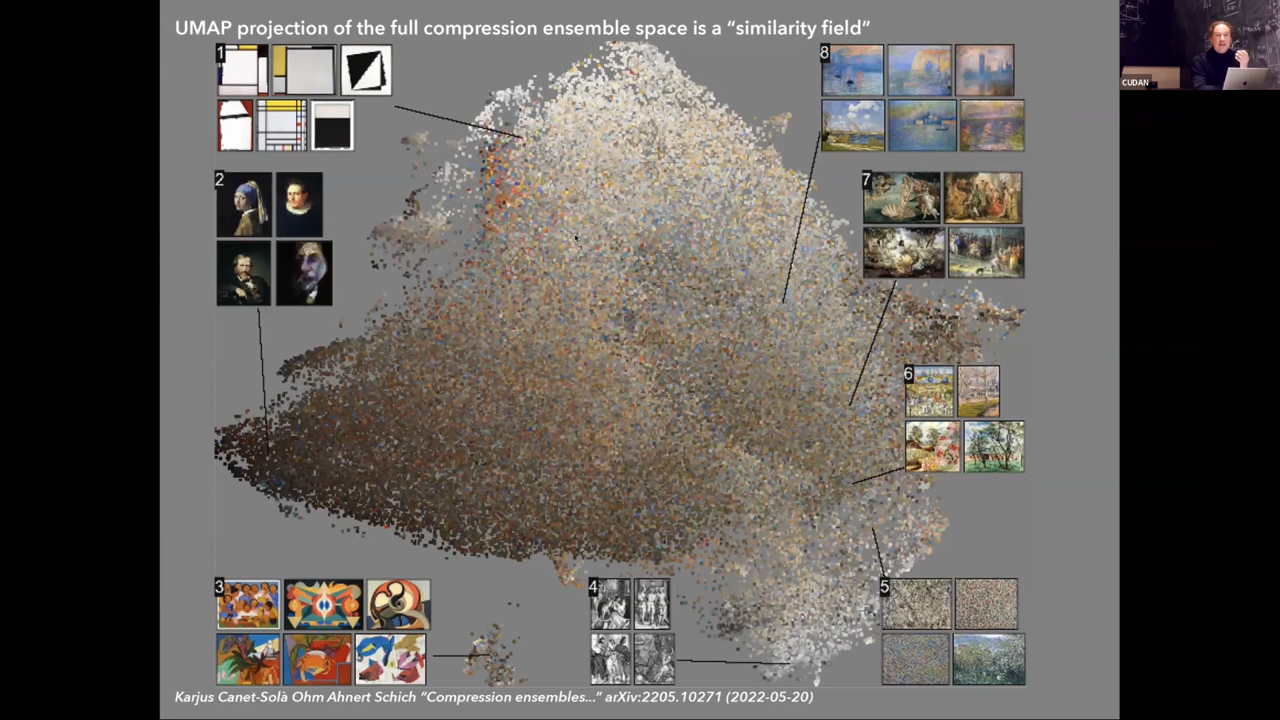 UMAP projection of the full compression ensemble space is a “similarity field”
1
8
CUDAN
2
7
6
3
4
5
Karjus Canet-Solà Ohm Ahnert Schich “Compression ensembles...” arXiv:2205.10271 (2022-05-20)